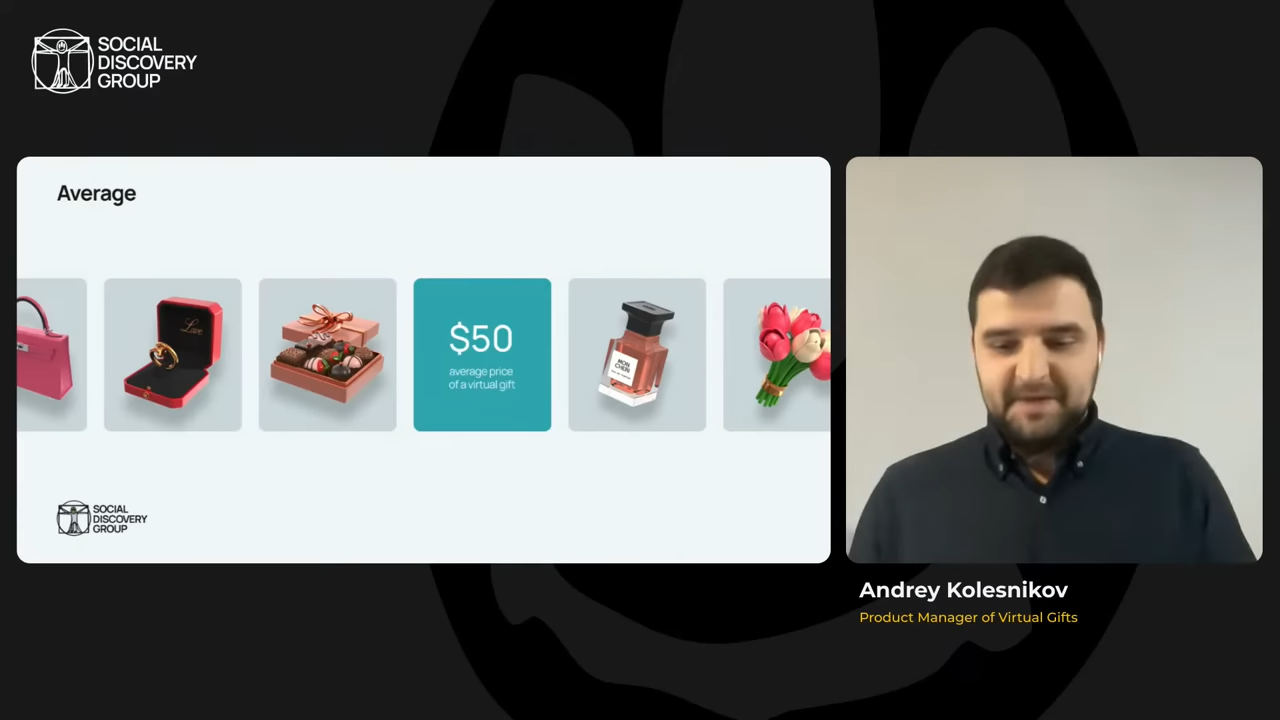 SOCIAL
DISCOVERY
GROUP
Average
Love
$50
average price
of a virtual gift
MON
CHERI
SOCIAL
DISCOVERY
GROUP
Andrey Kolesnikov
Product Manager of Virtual Gifts